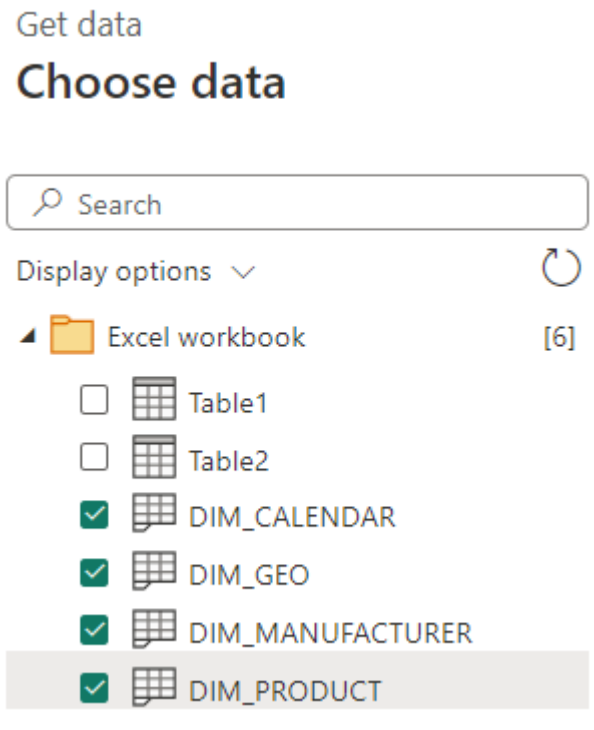 Get data
Choose data
Search
Display options
Excel workbook [6]
Table1
Table2
DIM_CALENDAR
DIM_GEO
DIM_MANUFACTURER
DIM_PRODUCT